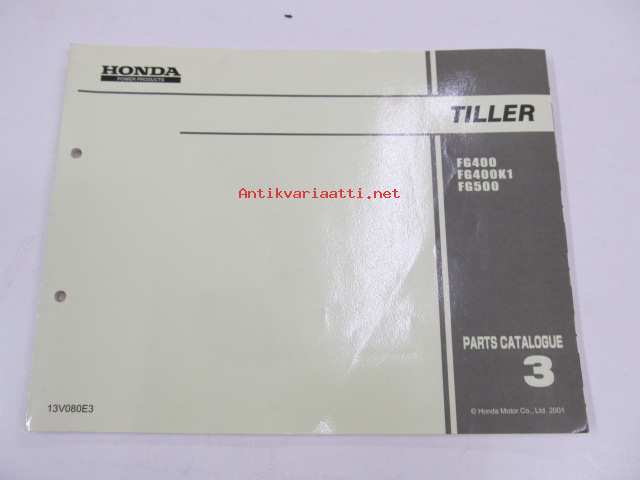 HONDA
POWER PRODUCTS
TILLER
FG400
FG400K1
FG500
Antikvariaatti.net
PARTS CATALOGUE
3
13V080E3
© Honda Motor Co., Ltd. 2001